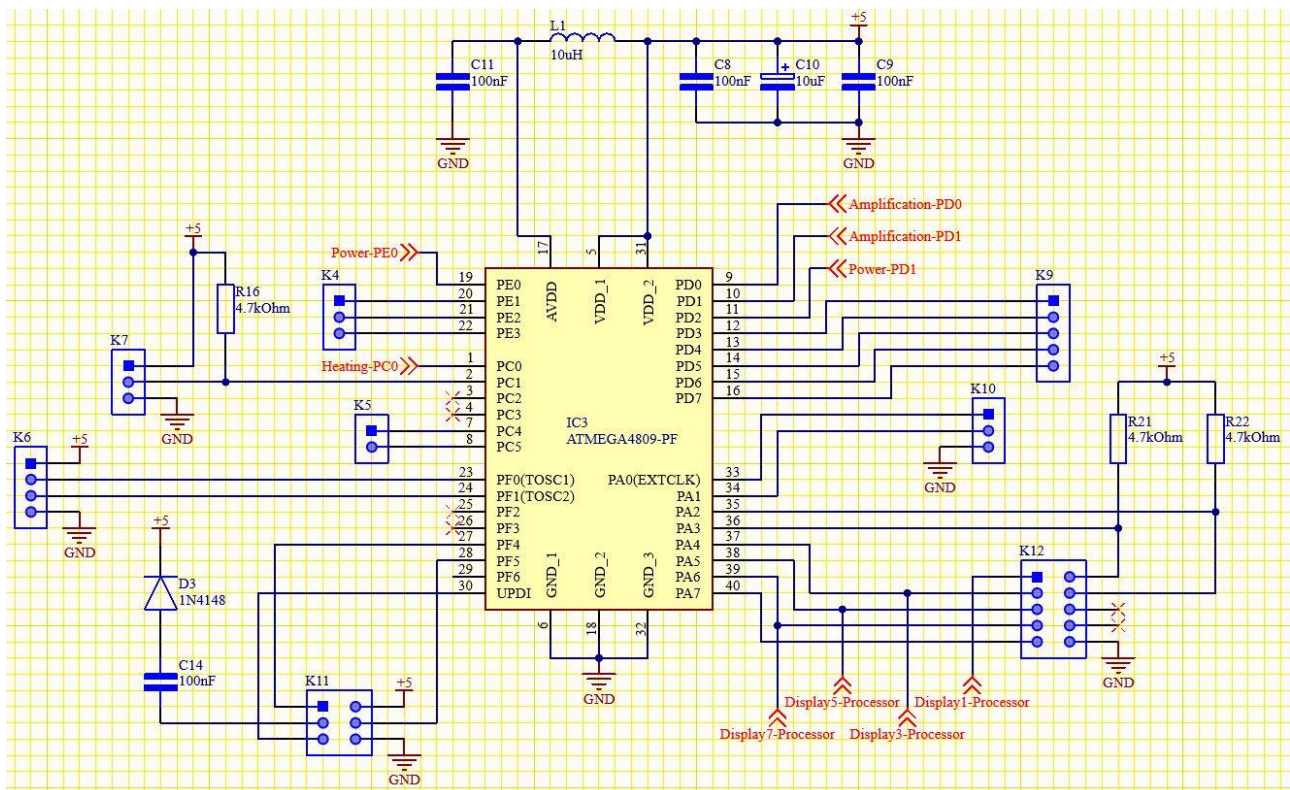 +5
L1
10uH
C11
100nF
C8
100nF
C10
10uF
C9
100nF
+
GND
GND
Amplification-PD0
Amplification-PD1
Power-PD1
+5
Power-PE0
17
5
31
K4
K9
R16
4.7kOhm
19 PE0
20 PE1
21 PE2
22 PE3
AVDD
VDD_1
VDD_2
PD0 9
PD1 10
PD2 11
PD3 12
PD4 13
PD5 14
PD6 15
PD7 16
K7
Heating-PC0
1 PC0
2 PC1
3 PC2
4 PC3
7 PC4
8 PC5
+5
K10
GND
K5
IC3
ATMEGA4809-PF
R21
4.7kOhm
R22
4.7kOhm
K6
+5
GND
GND
23 PF0(TOSC1)
24 PF1(TOSC2)
25 PF2
26 PF3
27 PF4
28 PF5
29 PF6
30 UPDI
PA0(EXTCLK) 33
PA1 34
PA2 35
PA3 36
PA4 37
PA5 38
PA6 39
PA7 40
GND_1
GND_2
GND_3
6
18
32
GND
+5
D3
1N4148
C14
100nF
K11
+5
GND
K12
GND
Display5-Processor
Display1-Processor
Display7-Processor
Display3-Processor